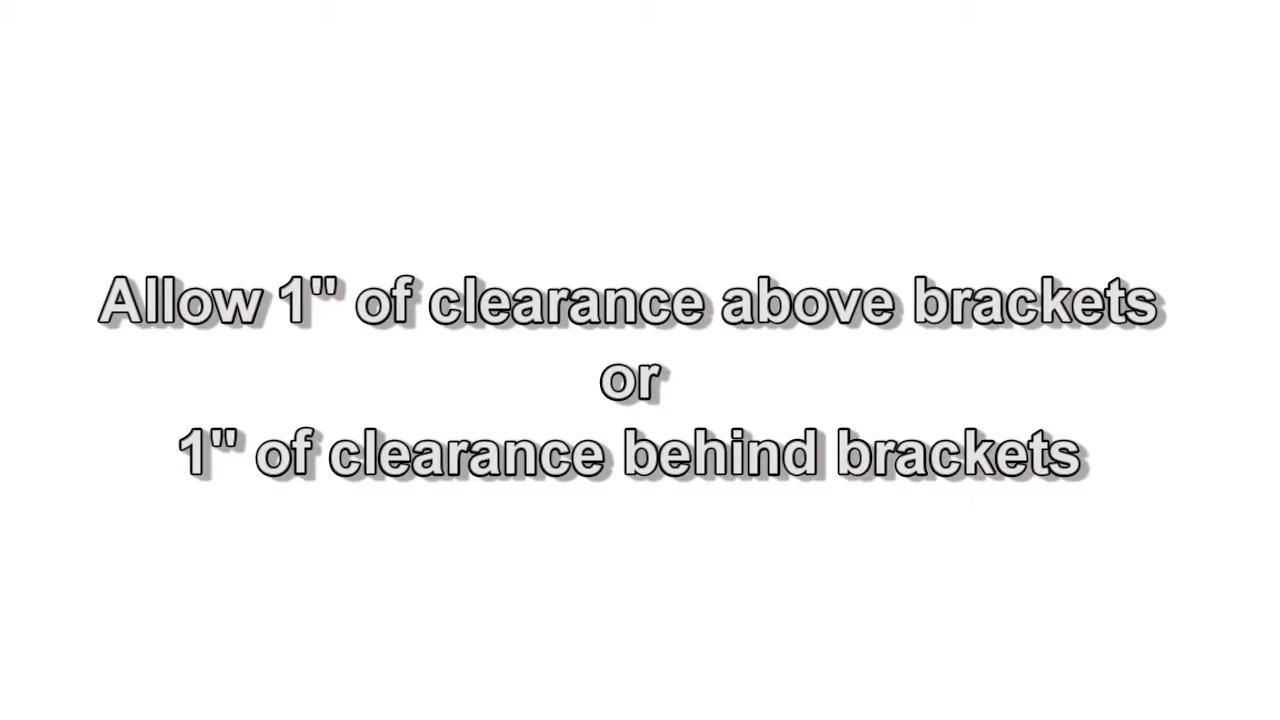 Allow 1" of clearance above brackets
or
1" of clearance behind brackets